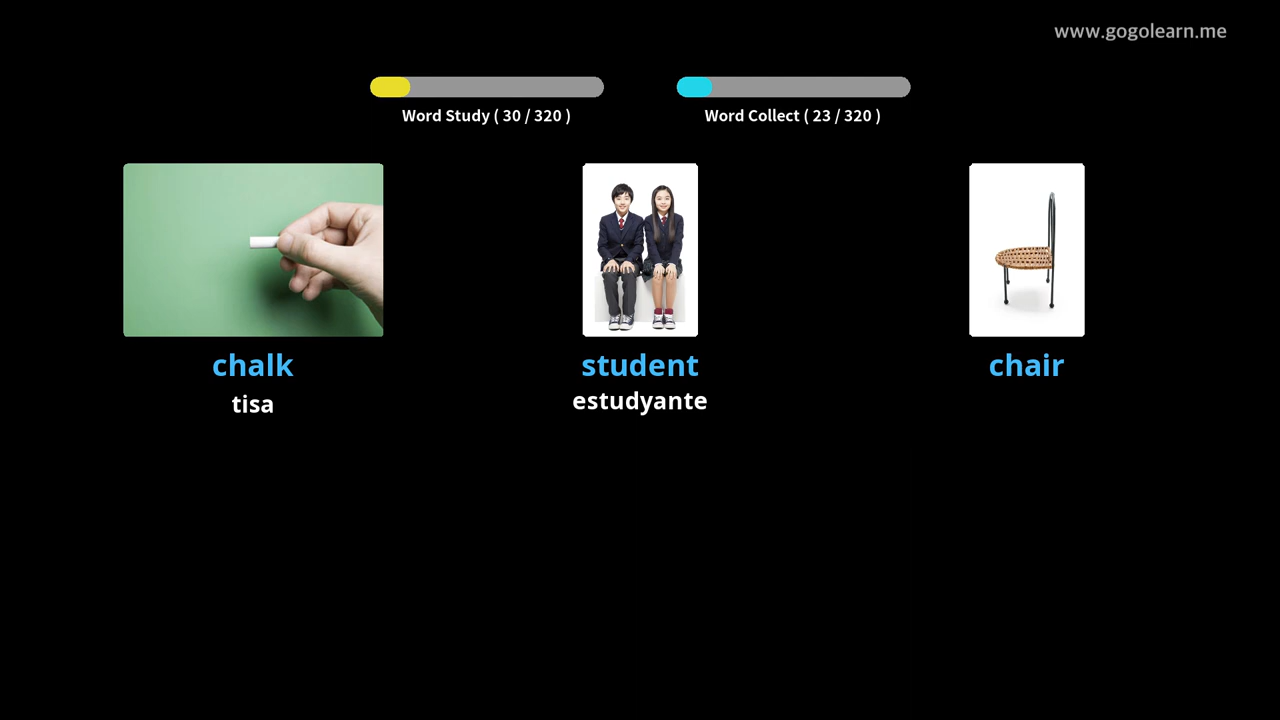 www.gogolearn.me
Word Study ( 30 / 320 )
Word Collect ( 23 / 320 )
chalk
tisa
student
estudyante
chair